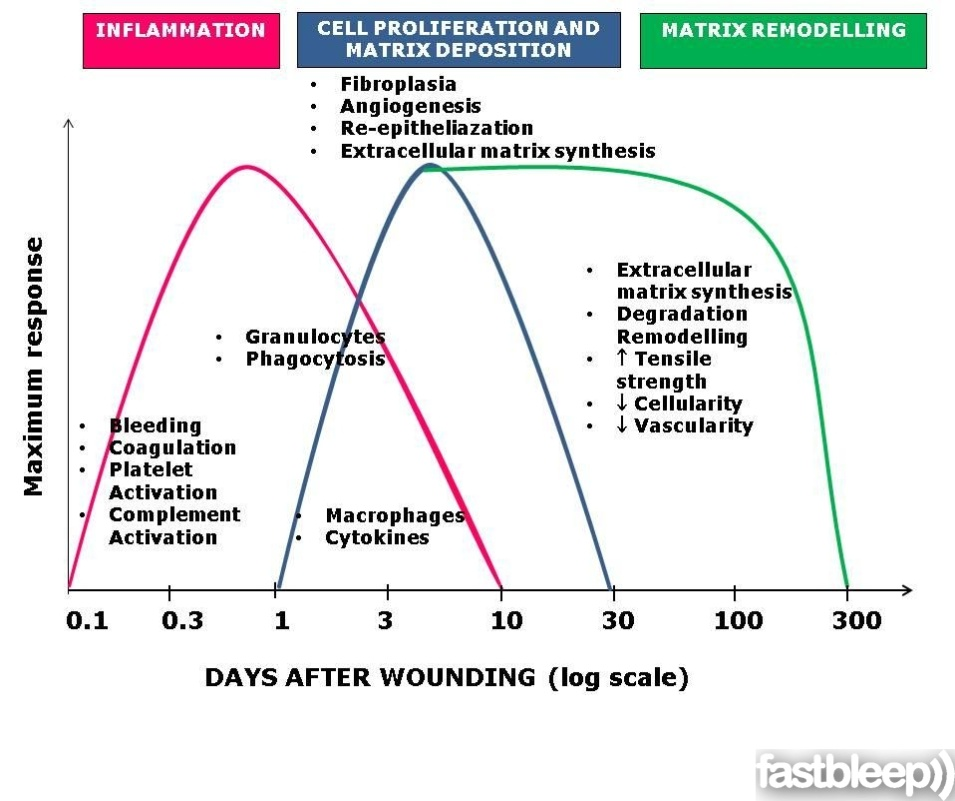 INFLAMMATION
CELL PROLIFERATION AND
MATRIX DEPOSITION
MATRIX REMODELLING
• Fibroplasia
• Angiogenesis
• Re-epitheliazation
• Extracellular matrix synthesis
Maximum response
• Granulocytes
• Phagocytosis
• Bleeding
• Coagulation
• Platelet
Activation
• Complement
Activation
• Macrophages
• Cytokines
• Extracellular
matrix synthesis
• Degradation
Remodelling
• ↑ Tensile
strength
• ↓ Cellularity
• ↓ Vascularity
0.1 0.3 1 3 10 30 100 300
DAYS AFTER WOUNDING (log scale)
fastbleep))